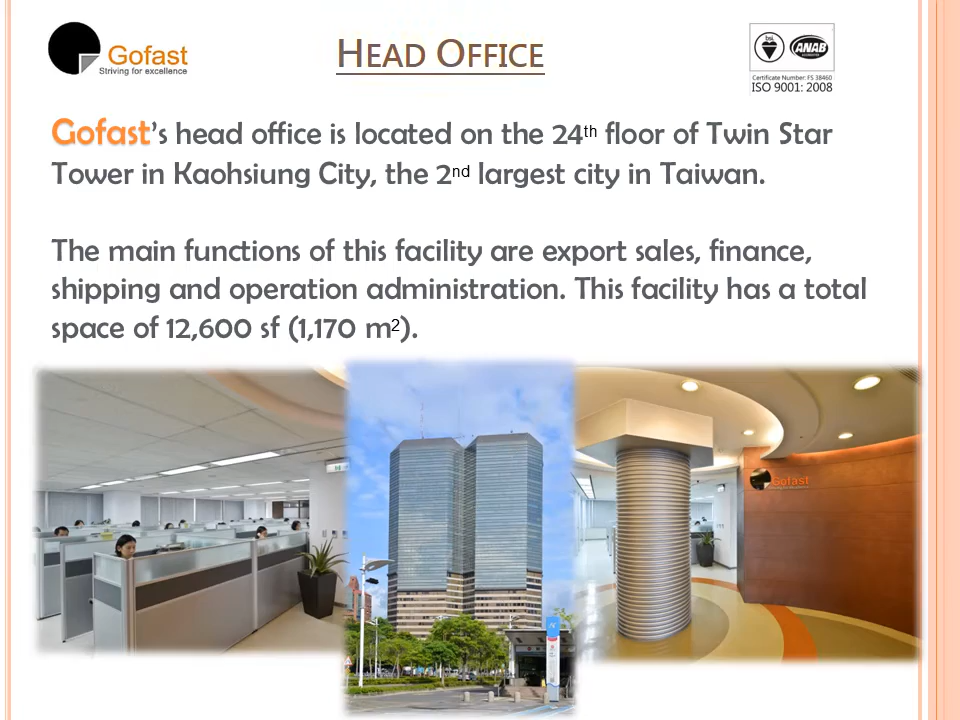 Gofast
Striving for excellence
HEAD OFFICE
bsi
ANAB
ACCREDITED
Certificate Number: FS 38460
ISO 9001: 2008
Gofast's head office is located on the 24th floor of Twin Star
Tower in Kaohsiung City, the 2nd largest city in Taiwan.
The main functions of this facility are export sales, finance,
shipping and operation administration. This facility has a total
space of 12,600 sf (1,170 m²).
Gofast